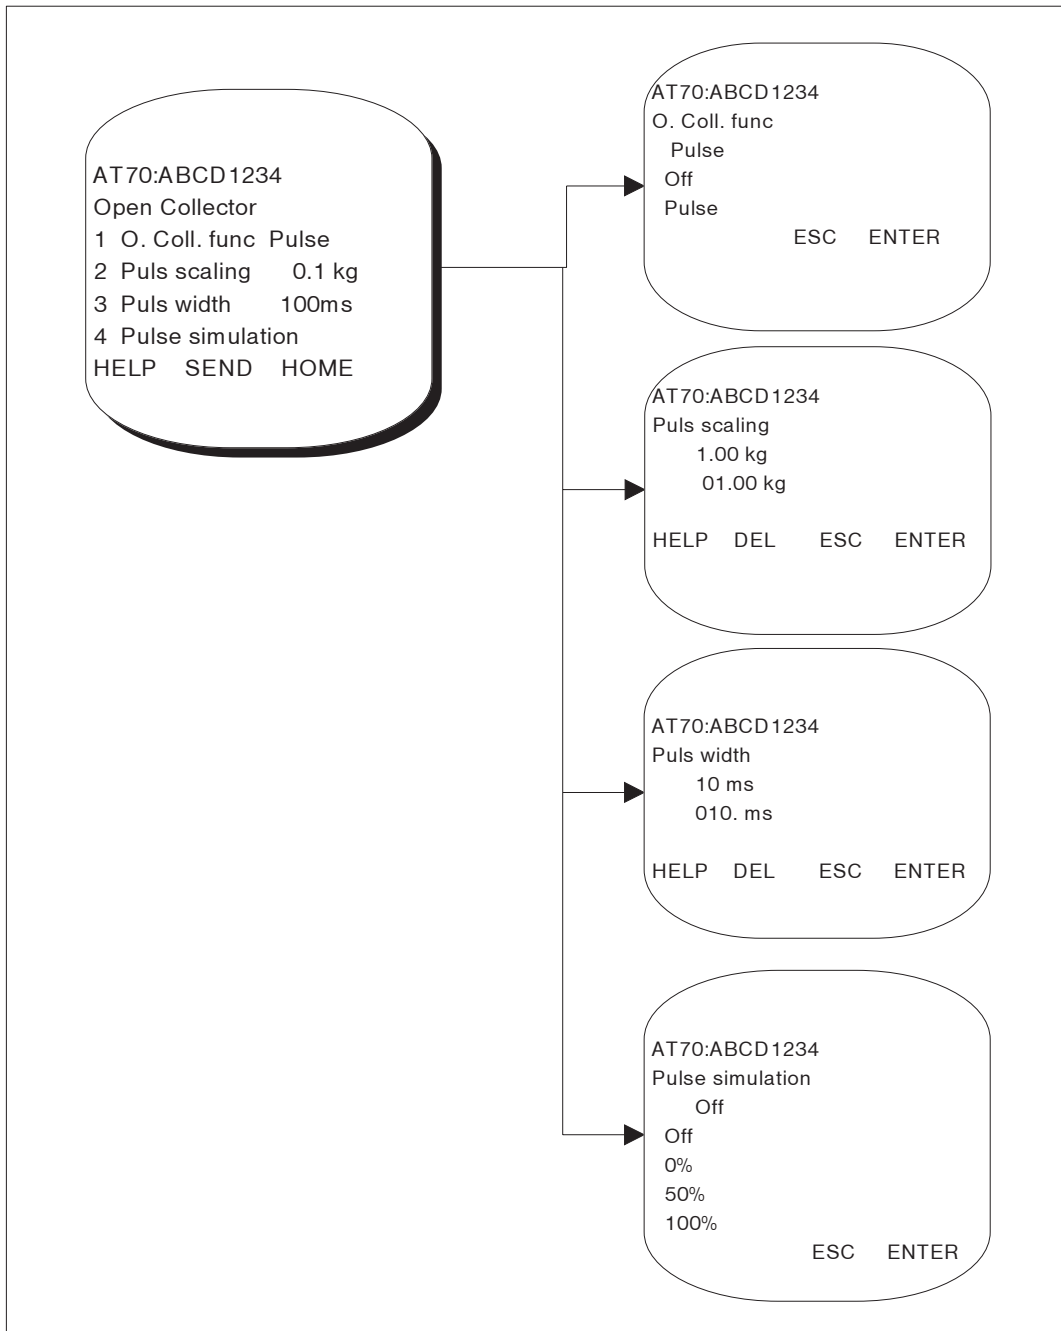 AT70:ABCD1234
Open Collector
1 O. Coll. func Pulse
2 Puls scaling 0.1 kg
3 Puls width 100ms
4 Pulse simulation
HELP SEND HOME
AT70:ABCD1234
O. Coll. func
Pulse
Off
Pulse
ESC ENTER
AT70:ABCD1234
Puls scaling
1.00 kg
01.00 kg
HELP DEL ESC ENTER
AT70:ABCD1234
Puls width
10 ms
010. ms
HELP DEL ESC ENTER
AT70:ABCD1234
Pulse simulation
Off
Off
0%
50%
100%
ESC ENTER